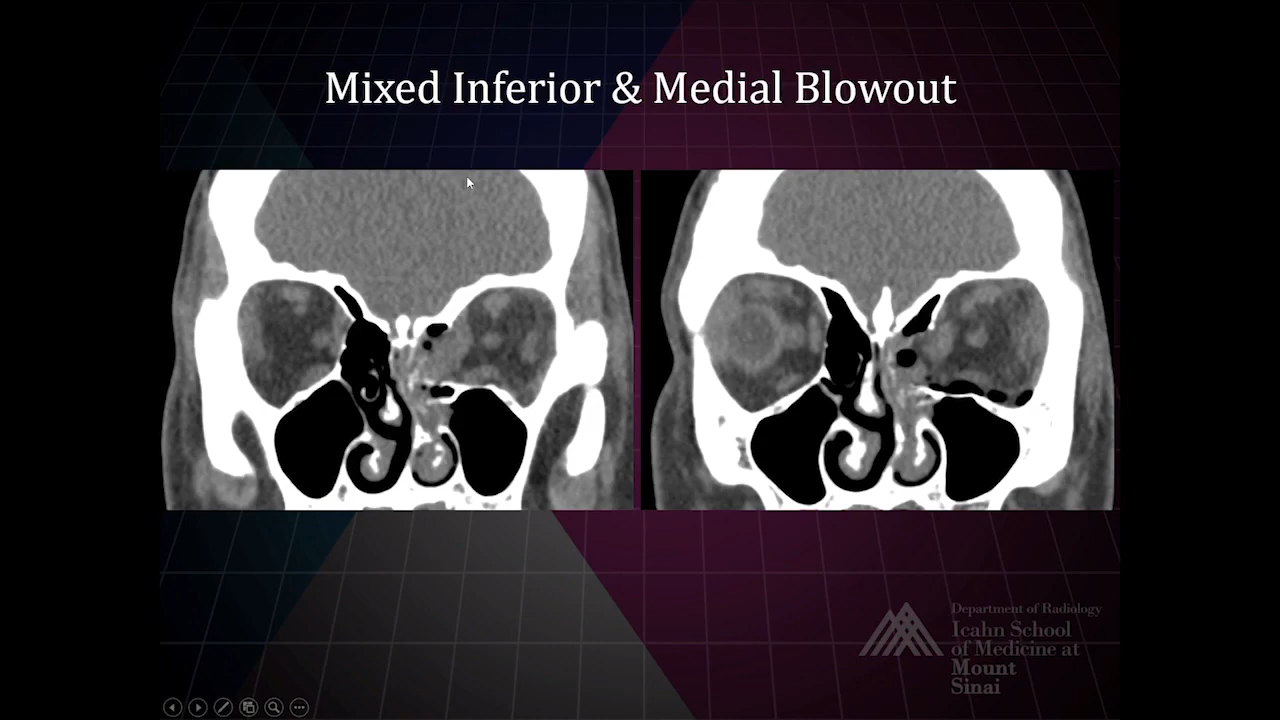 Mixed Inferior & Medial Blowout
Department of Radiology
Icahn School
of Medicine at
Mount
Sinai